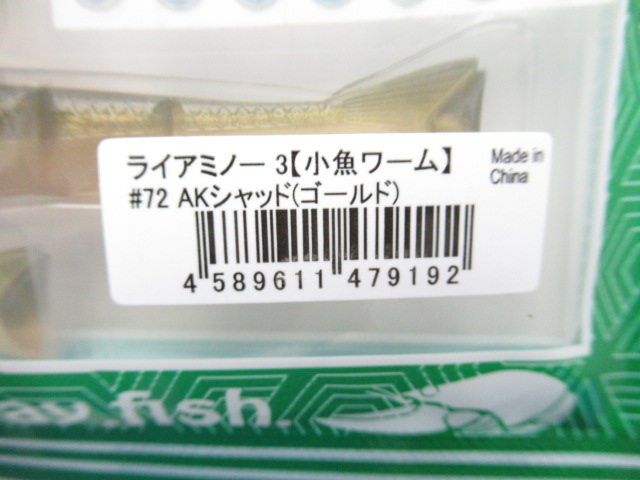 ライアミノー 3【小魚ワーム】
Made in
China
#72 AKシャッド(ゴールド)
4 589611 479192
.fish.